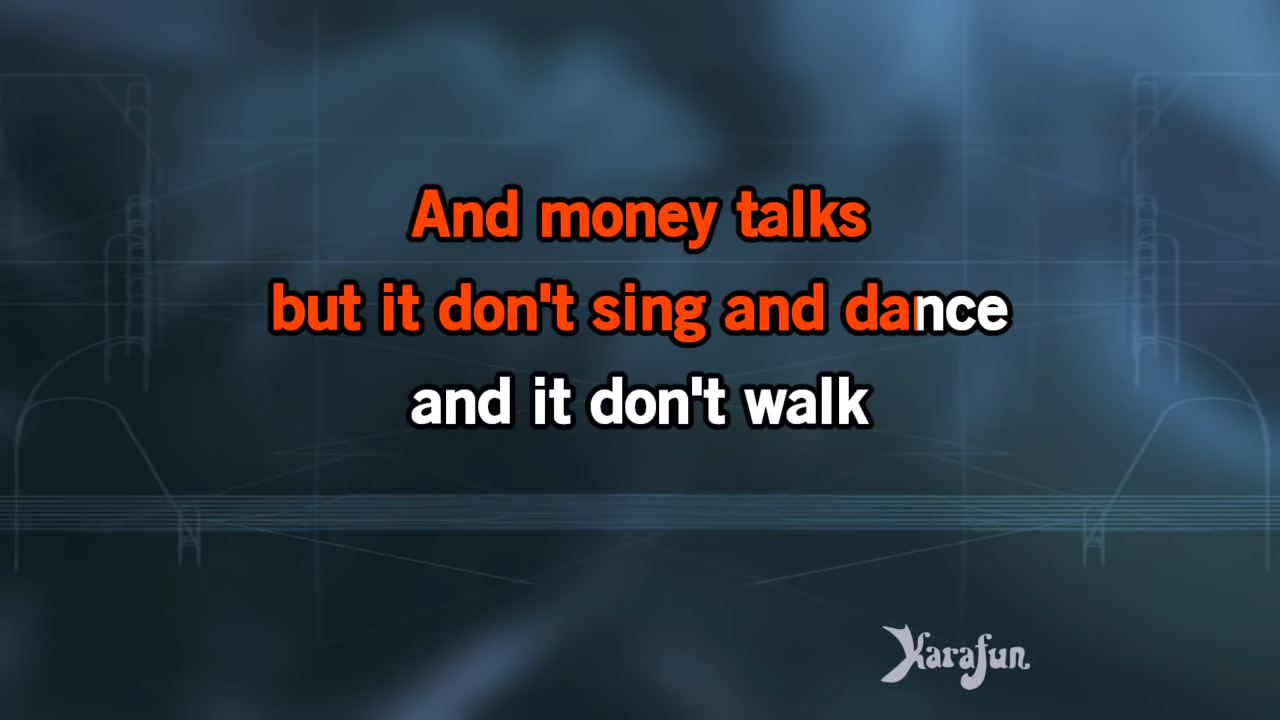 And money talks
but it don't sing and dance
and it don't walk
Karafun